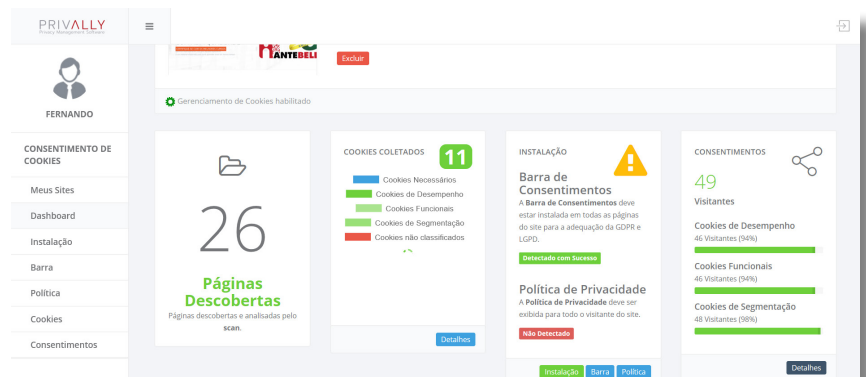 PRIVALLY
Privacy Management Software
MANTEBELI
Excluir
Gerenciamento de Cookies habilitado
FERNANDO
CONSENTIMENTO DE
COOKIES
Meus Sites
Dashboard
Instalação
Barra
Política
Cookies
Consentimentos
26
Páginas
Descobertas
Páginas descobertas e analisadas pelo
scan.
COOKIES COLETADOS
11
Cookies Necessários
Cookies de Desempenho
Cookies Funcionais
Cookies de Segmentação
Cookies não classificados
Detalhes
INSTALAÇÃO
Barra de
Consentimentos
A Barra de Consentimentos deve
estar instalada em todas as páginas
do site para a adequação da GDPR e
LGPD.
Detectado com Sucesso
Política de Privacidade
A Política de Privacidade deve ser
exibida para todo o visitante do site.
Não Detectado
Instalação Barra Política
CONSENTIMENTOS
49
Visitantes
Cookies de Desempenho
46 Visitantes (94%)
Cookies Funcionais
46 Visitantes (94%)
Cookies de Segmentação
48 Visitantes (98%)
Detalhes